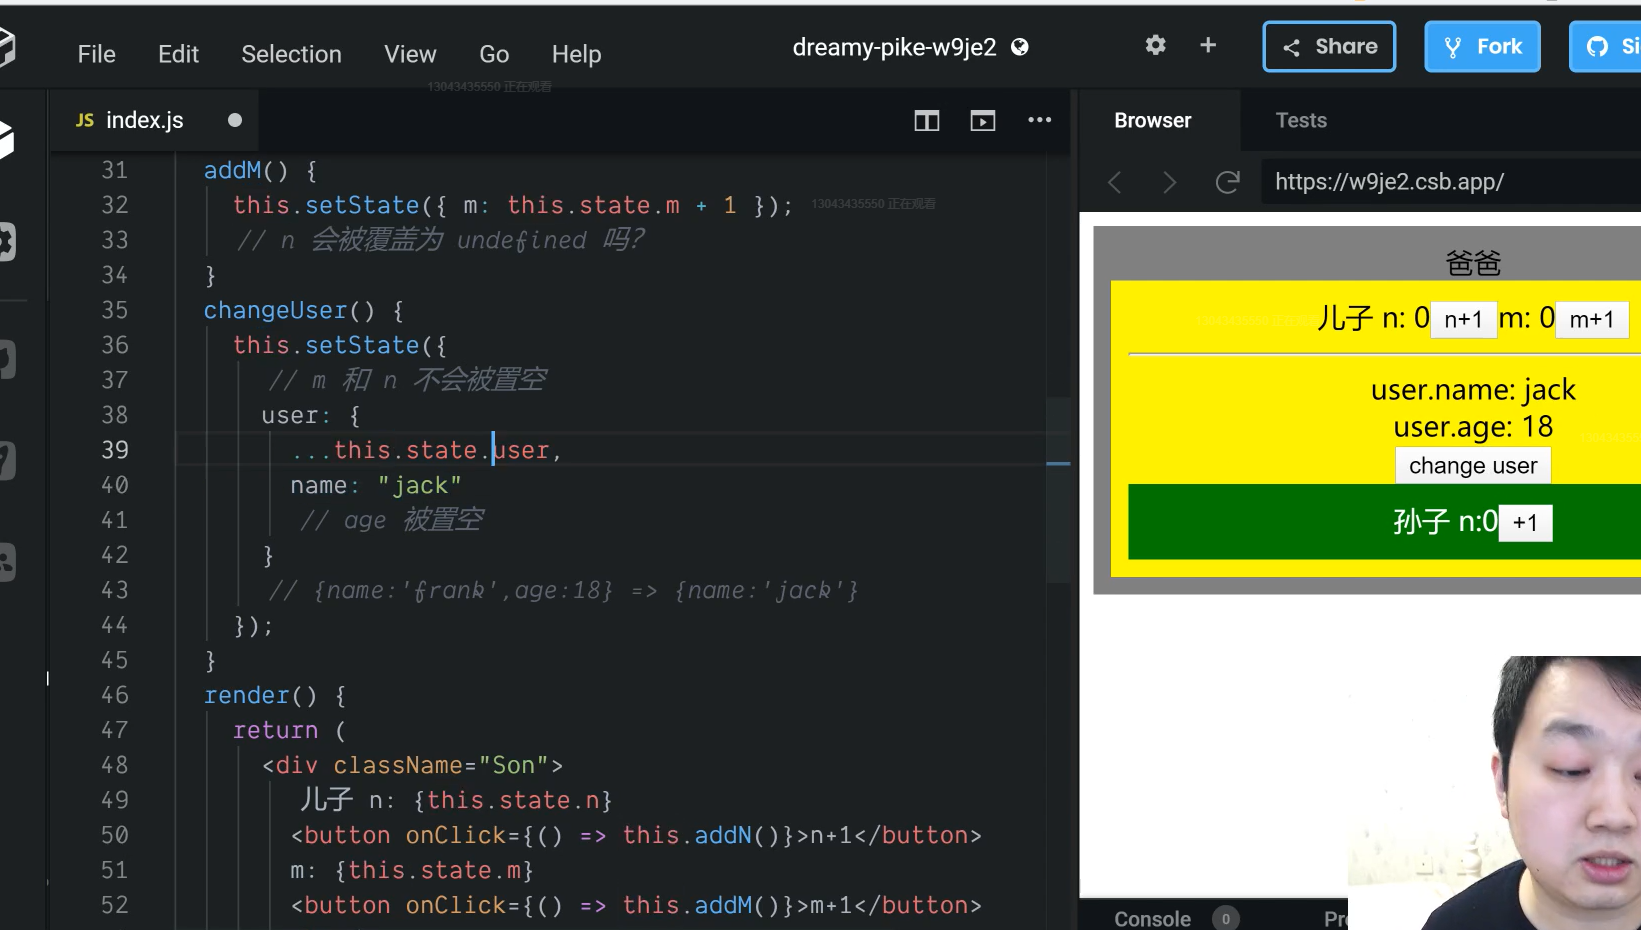 File Edit Selection View Go Help dreamy-pike-w9je2 Share Fork Si
13043435550 正在观看
JS index.js Browser Tests
https://w9je2.csb.app/
31 addM() {
32 this.setState({ m: this.state.m + 1 }); 13043435550 正在观看
33 // n 会被覆盖为 undefined 吗?
34 }
35 changeUser() {
36 this.setState({
37 // m 和 n 不会被置空
38 user: {
39 ...this.state.user,
40 name: "jack"
41 // age 被置空
42 }
43 // {name:'frank',age:18} => {name:'jack'}
44 });
45 }
46 render() {
47 return (
48 <div className="Son">
49 儿子 n: {this.state.n}
50 <button onClick={() => this.addN()}>n+1</button>
51 m: {this.state.m}
52 <button onClick={() => this.addM()}>m+1</button>
爸爸
儿子 n: 0 n+1 m: 0 m+1
user.name: jack
user.age: 18
change user
孙子 n:0 +1
Console 0 Pr